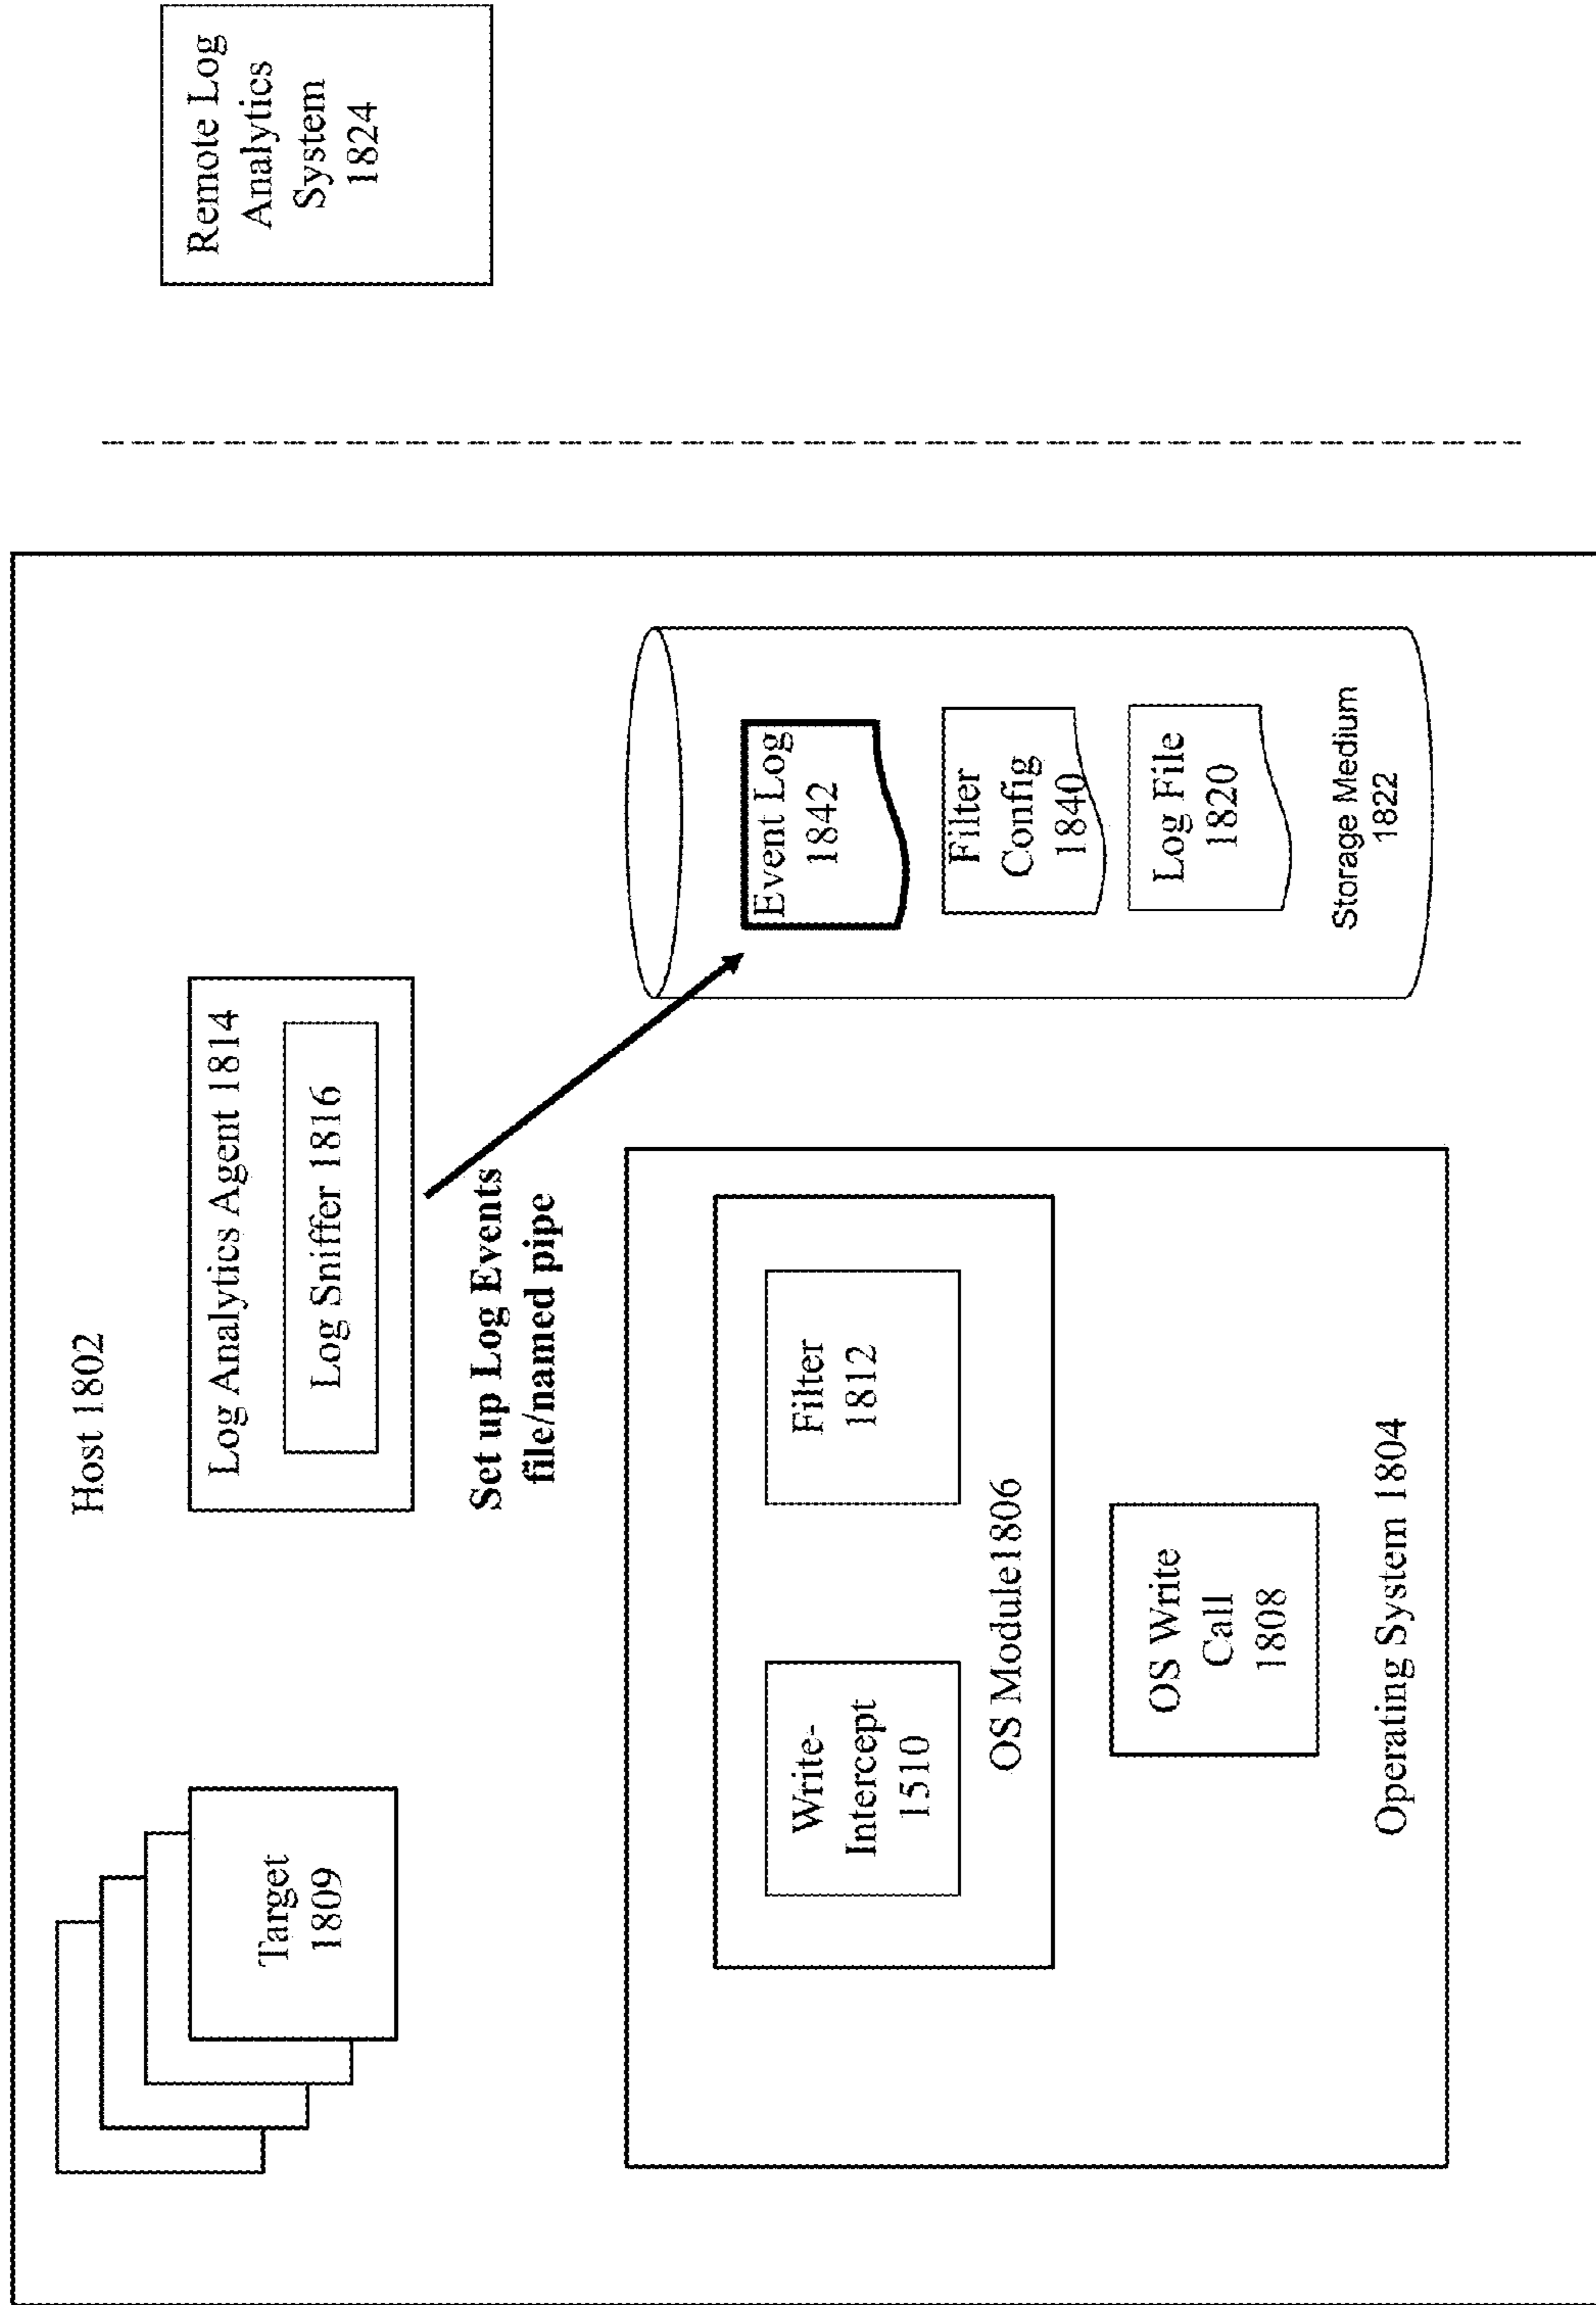 Host 1802
Target
1809
Log Analytics Agent 1814
Log Sniffer 1816
Remote Log
Analytics
System
1824
Set up Log Events
file/named pipe
Write-
Intercept
1510
Filter
1812
OS Module1806
OS Write
Call
1808
Operating System 1804
Event Log
1842
Filter
Config
1840
Log File
1820
Storage Medium
1822